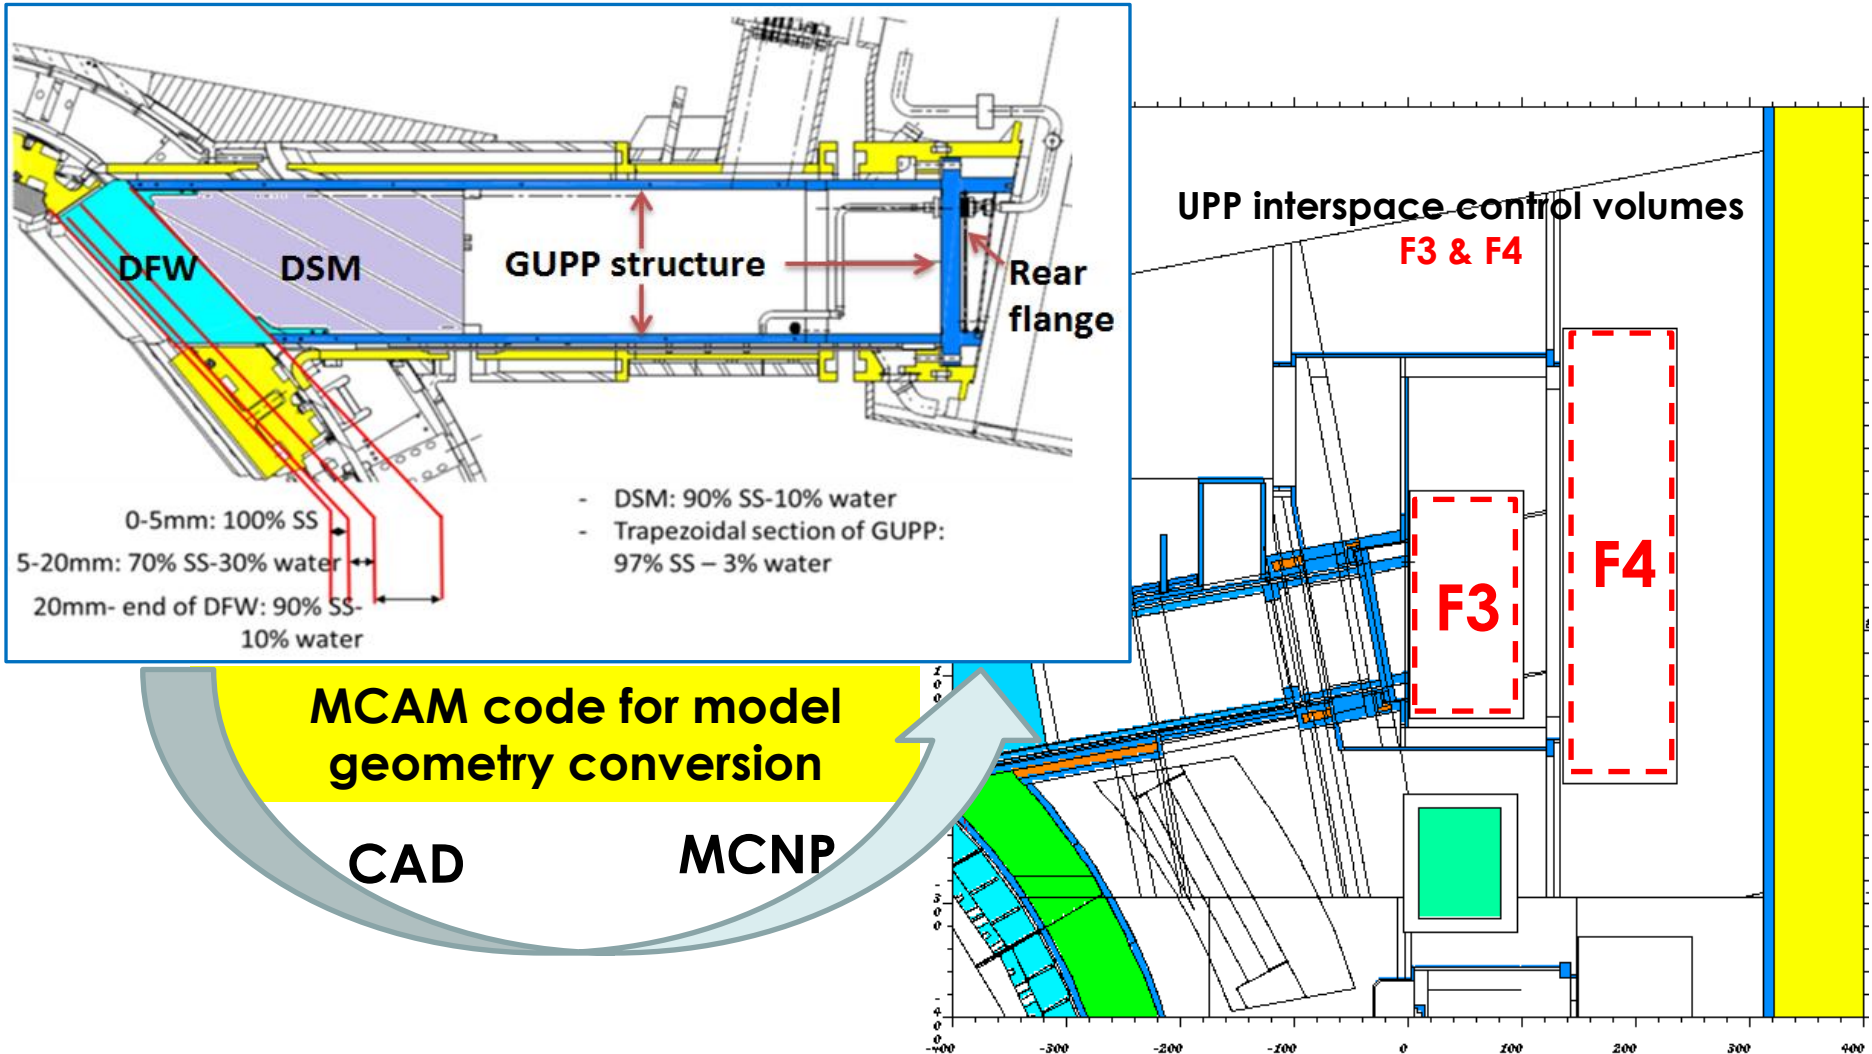 DFW
DSM
GUPP structure
Rear
flange
0-5mm: 100% SS
5-20mm: 70% SS-30% water
20mm- end of DFW: 90% SS-
10% water
- DSM: 90% SS-10% water
- Trapezoidal section of GUPP:
97% SS – 3% water
UPP interspace control volumes
F3 & F4
F3
F4
MCAM code for model
geometry conversion
CAD
MCNP
-400 -300 -200 -100 0 100 200 300 400